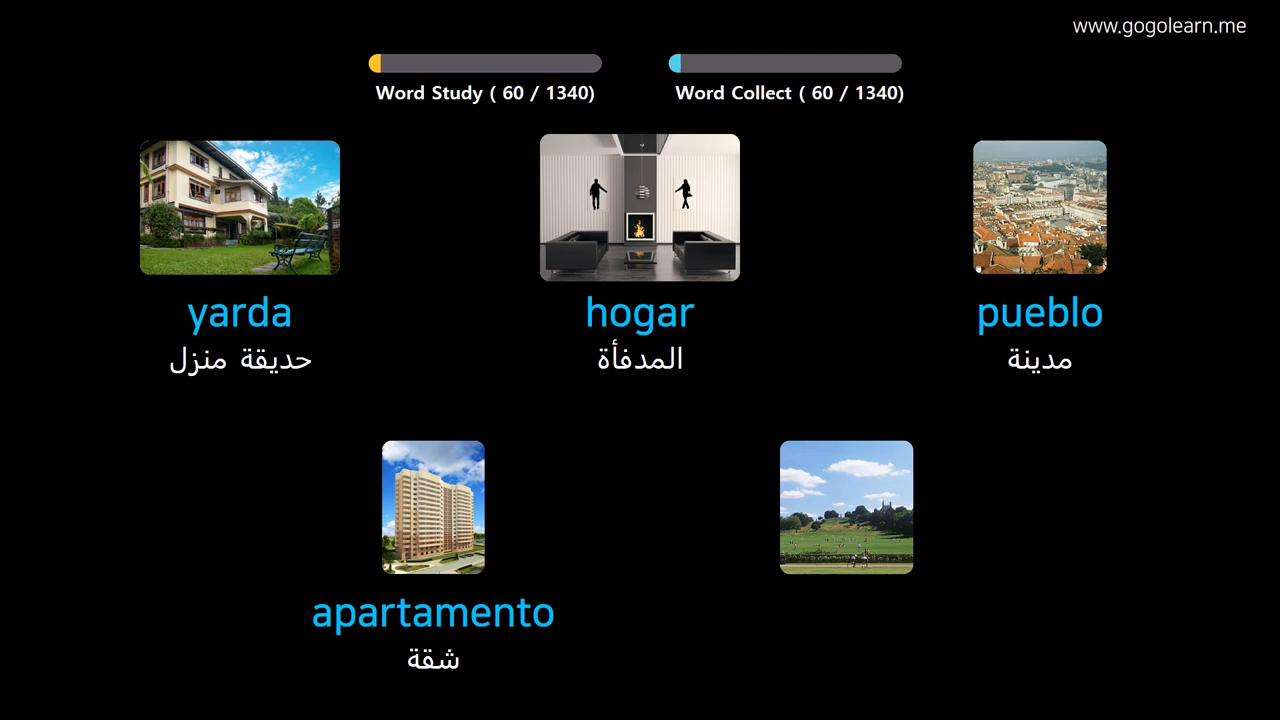 www.gogolearn.me
Word Study ( 60 / 1340)
Word Collect ( 60 / 1340)
yarda
حديقة منزل
hogar
المدفأة
pueblo
مدينة
apartamento
شقة